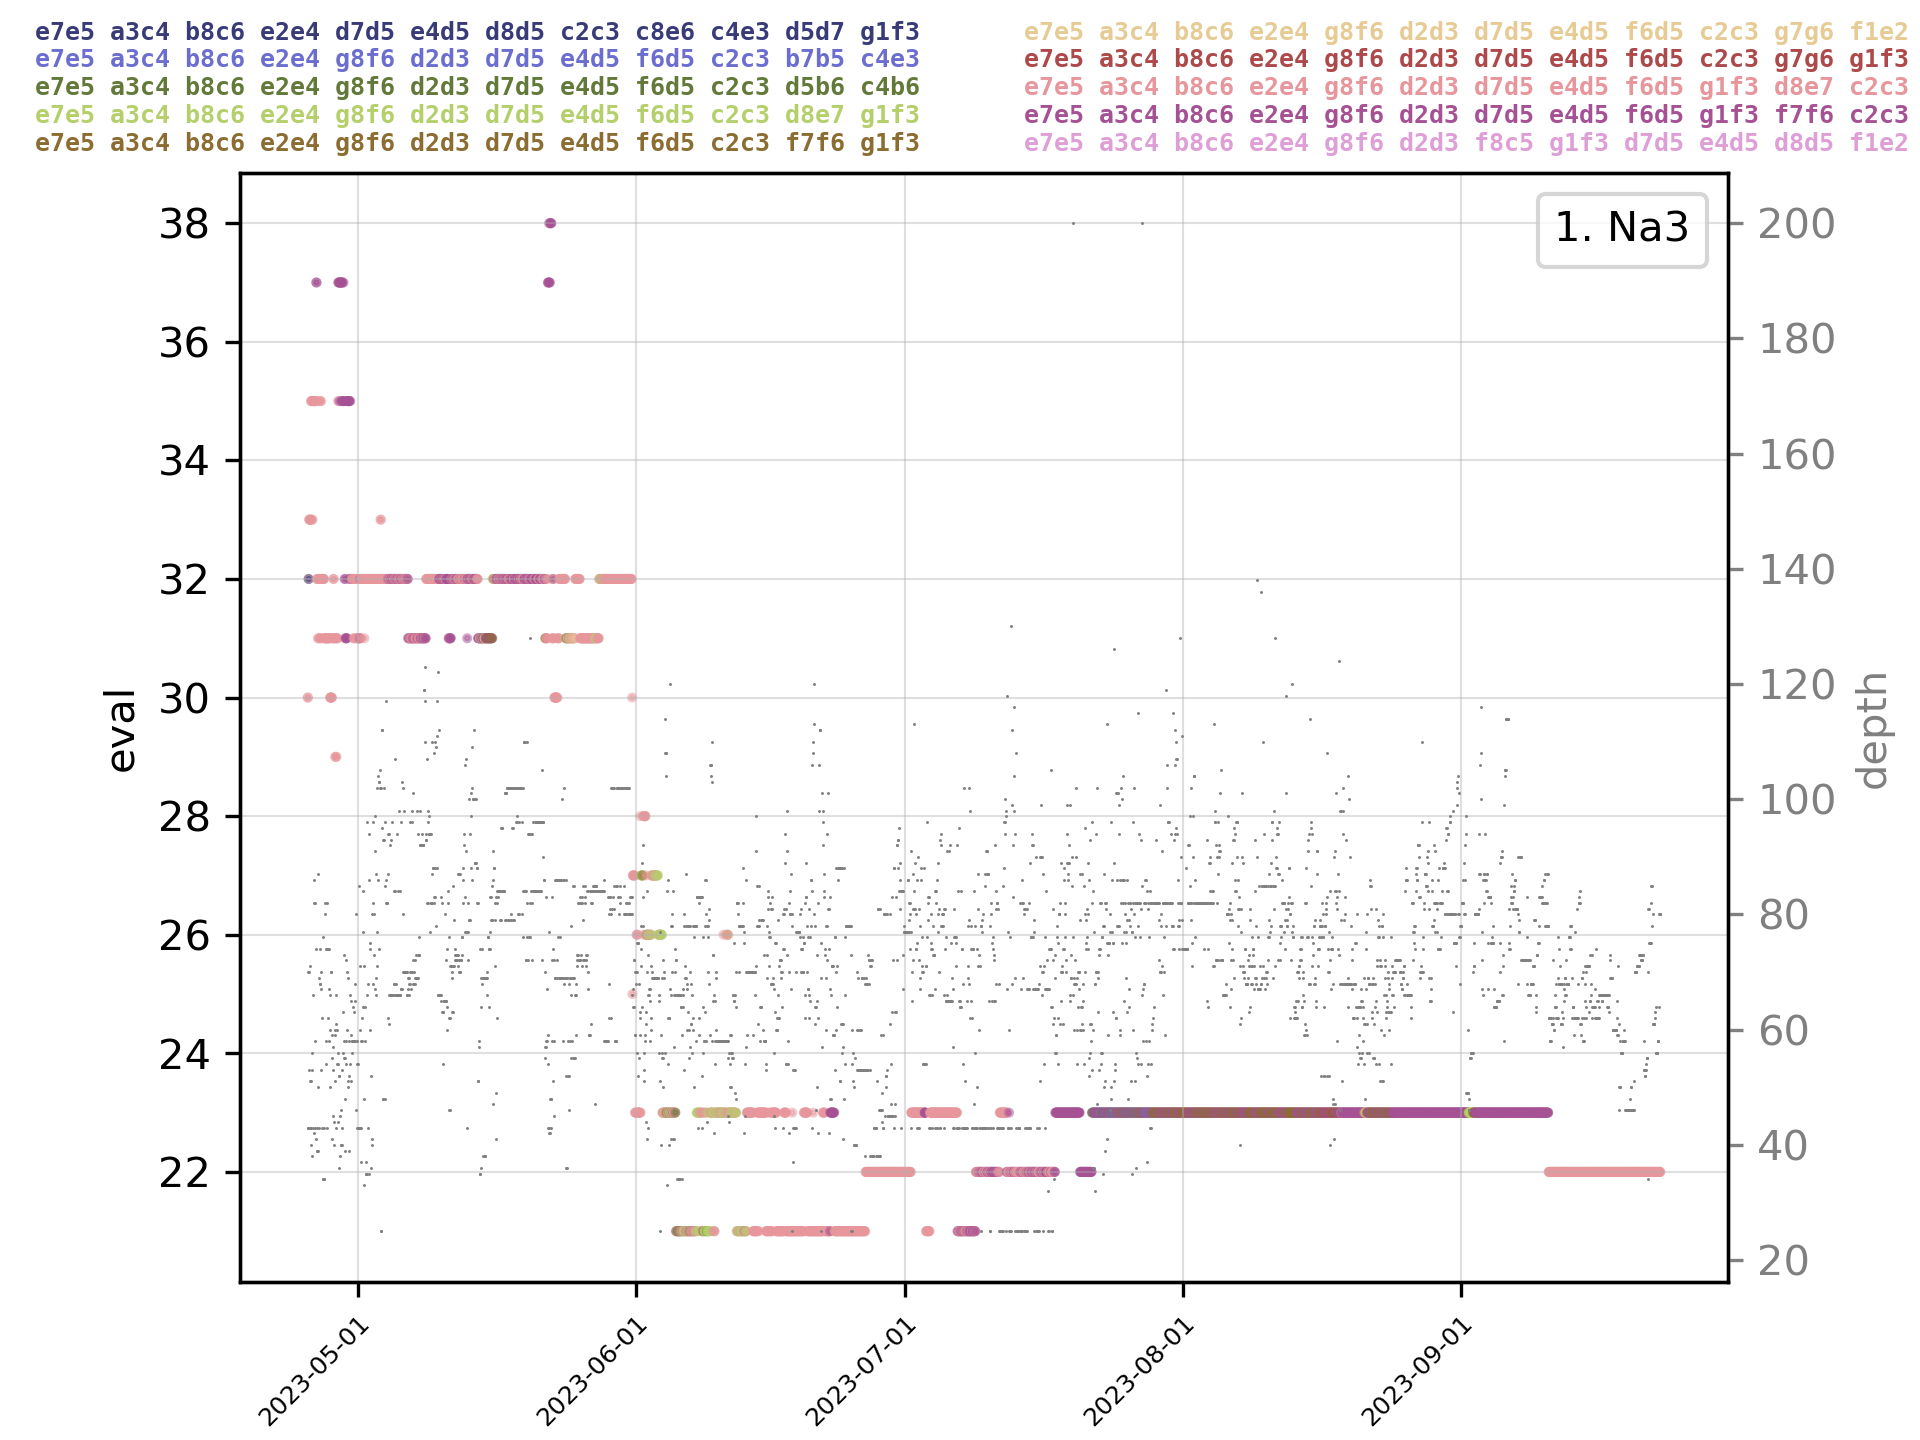 e7e5 a3c4 b8c6 e2e4 d7d5 e4d5 d8d5 c2c3 c8e6 c4e3 d5d7 g1f3
e7e5 a3c4 b8c6 e2e4 g8f6 d2d3 d7d5 e4d5 f6d5 c2c3 b7b5 c4e3
e7e5 a3c4 b8c6 e2e4 g8f6 d2d3 d7d5 e4d5 f6d5 c2c3 d5b6 c4b6
e7e5 a3c4 b8c6 e2e4 g8f6 d2d3 d7d5 e4d5 f6d5 c2c3 d8e7 g1f3
e7e5 a3c4 b8c6 e2e4 g8f6 d2d3 d7d5 e4d5 f6d5 c2c3 f7f6 g1f3
e7e5 a3c4 b8c6 e2e4 g8f6 d2d3 d7d5 e4d5 f6d5 c2c3 g7g6 f1e2
e7e5 a3c4 b8c6 e2e4 g8f6 d2d3 d7d5 e4d5 f6d5 c2c3 g7g6 g1f3
e7e5 a3c4 b8c6 e2e4 g8f6 d2d3 d7d5 e4d5 f6d5 g1f3 d8e7 c2c3
e7e5 a3c4 b8c6 e2e4 g8f6 d2d3 d7d5 e4d5 f6d5 g1f3 f7f6 c2c3
e7e5 a3c4 b8c6 e2e4 g8f6 d2d3 f8c5 g1f3 d7d5 e4d5 d8d5 f1e2
1. Na3
eval
38
36
34
32
30
28
26
24
22
200
180
160
140
120
100
80
60
40
20
depth
2023-05-01
2023-06-01
2023-07-01
2023-08-01
2023-09-01